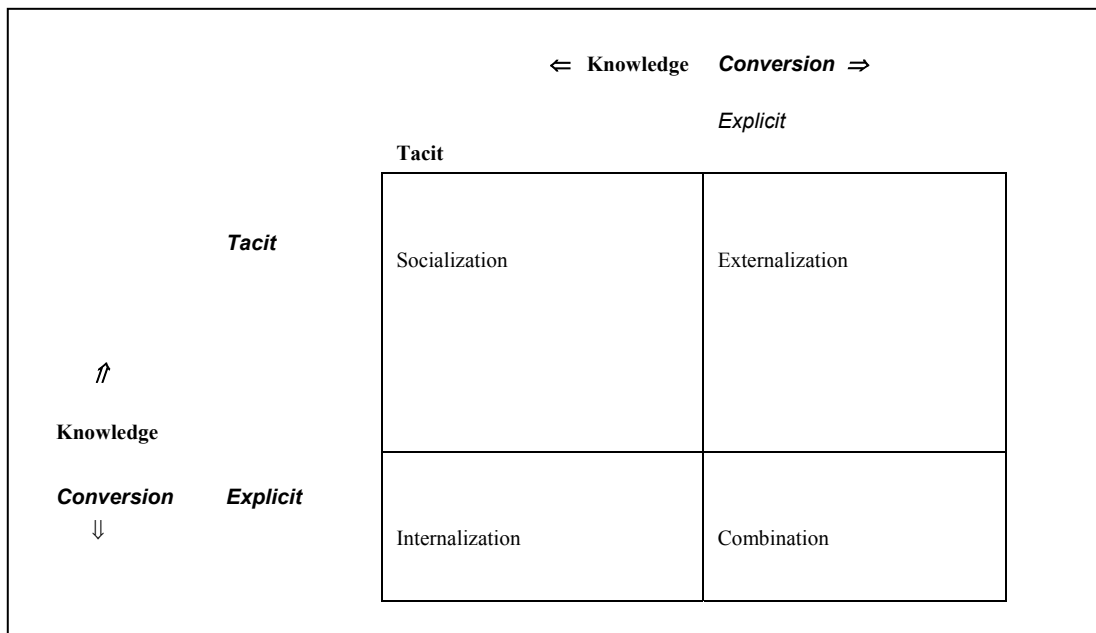 ⇐ Knowledge Conversion ⇒
Explicit
Tacit
Tacit
Socialization Externalization
⇑
Knowledge
Conversion Explicit
⇓
Internalization Combination